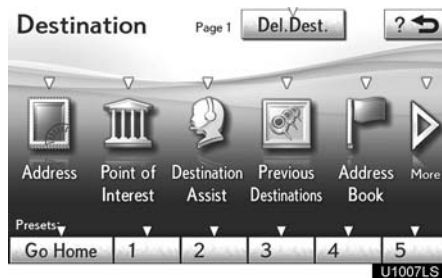 Destination Page 1 Del.Dest. ?
Address Point of Interest Destination Assist Previous Destinations Address Book More
Presets:
Go Home 1 2 3 4 5
U1007LS